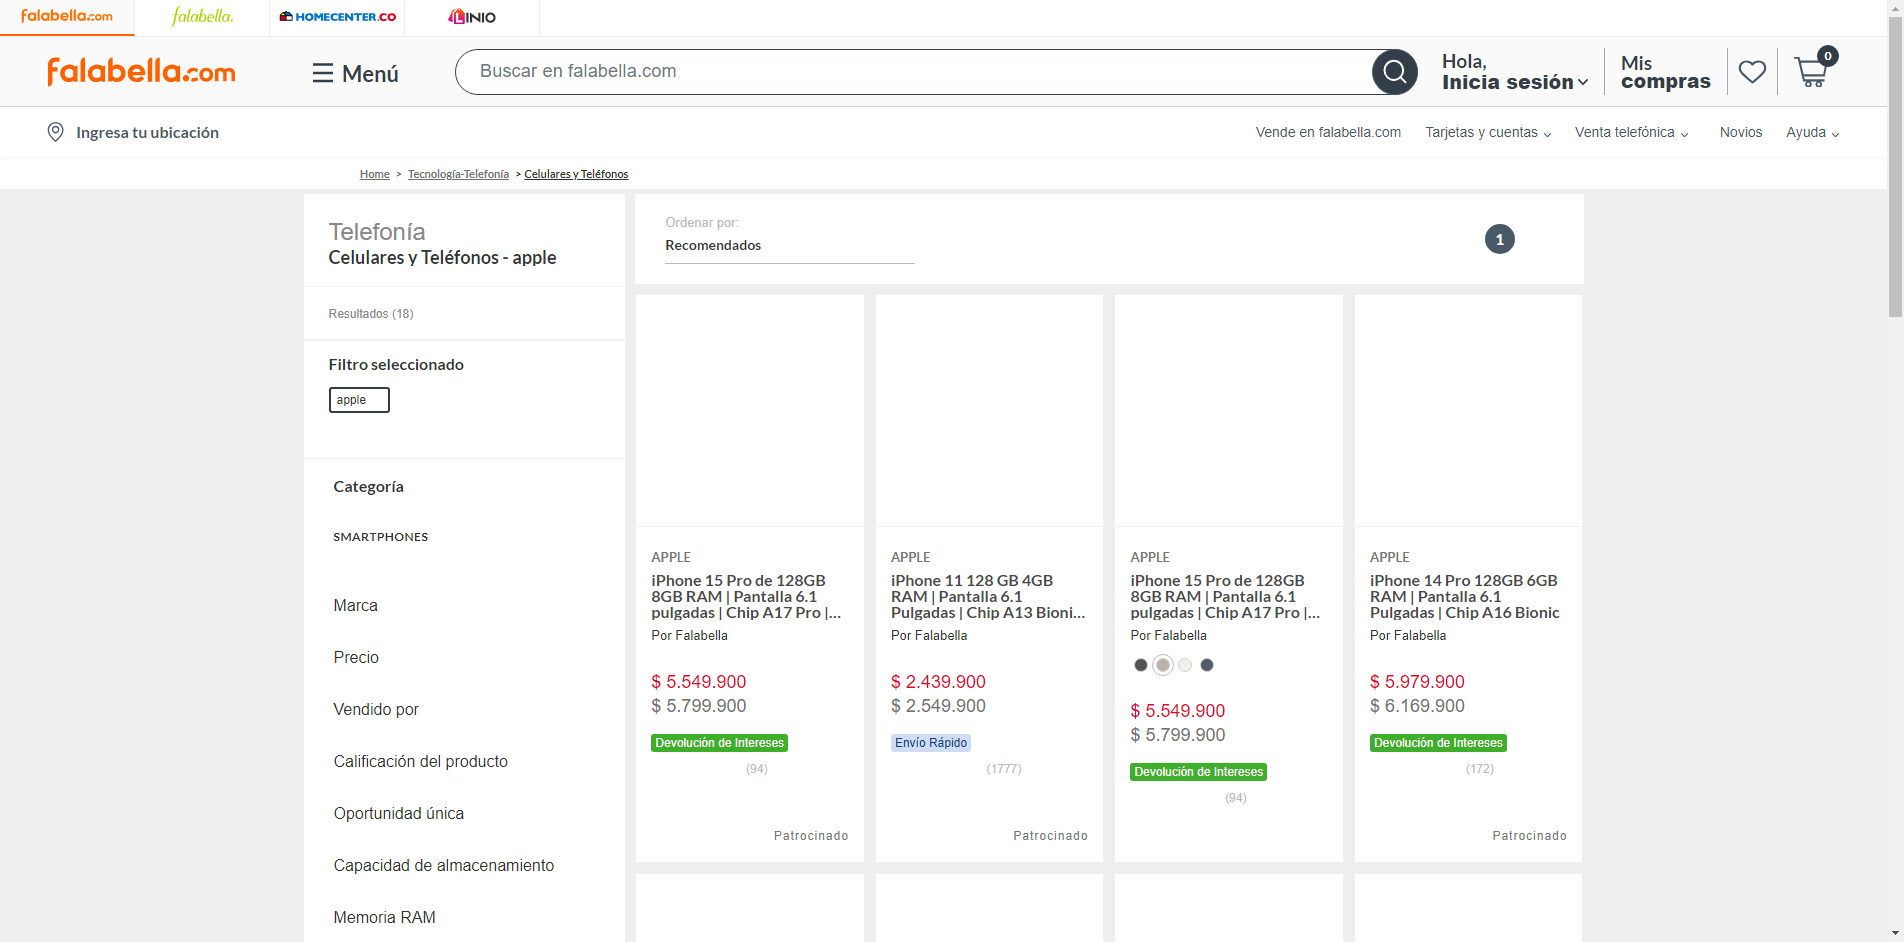 falabella.com
falabella.
HOMECENTER.CO
LINIO
falabella.com
Menú
Buscar en falabella.com
Hola,
Inicia sesión
Mis
compras
0
Ingresa tu ubicación
Vende en falabella.com
Tarjetas y cuentas
Venta telefónica
Novios
Ayuda
Home > Tecnología-Telefonía > Celulares y Teléfonos
Telefonía
Celulares y Teléfonos - apple
Resultados (18)
Filtro seleccionado
apple
Categoría
SMARTPHONES
Marca
Precio
Vendido por
Calificación del producto
Oportunidad única
Capacidad de almacenamiento
Memoria RAM
Ordenar por:
Recomendados
1
APPLE
iPhone 15 Pro de 128GB
8GB RAM | Pantalla 6.1
pulgadas | Chip A17 Pro |...
Por Falabella
$ 5.549.900
$ 5.799.900
Devolución de Intereses
(94)
Patrocinado
APPLE
iPhone 11 128 GB 4GB
RAM | Pantalla 6.1
Pulgadas | Chip A13 Bioni...
Por Falabella
$ 2.439.900
$ 2.549.900
Envío Rápido
(1777)
Patrocinado
APPLE
iPhone 15 Pro de 128GB
8GB RAM | Pantalla 6.1
pulgadas | Chip A17 Pro |...
Por Falabella
$ 5.549.900
$ 5.799.900
Devolución de Intereses
(94)
APPLE
iPhone 14 Pro 128GB 6GB
RAM | Pantalla 6.1
Pulgadas | Chip A16 Bionic
Por Falabella
$ 5.979.900
$ 6.169.900
Devolución de Intereses
(172)
Patrocinado